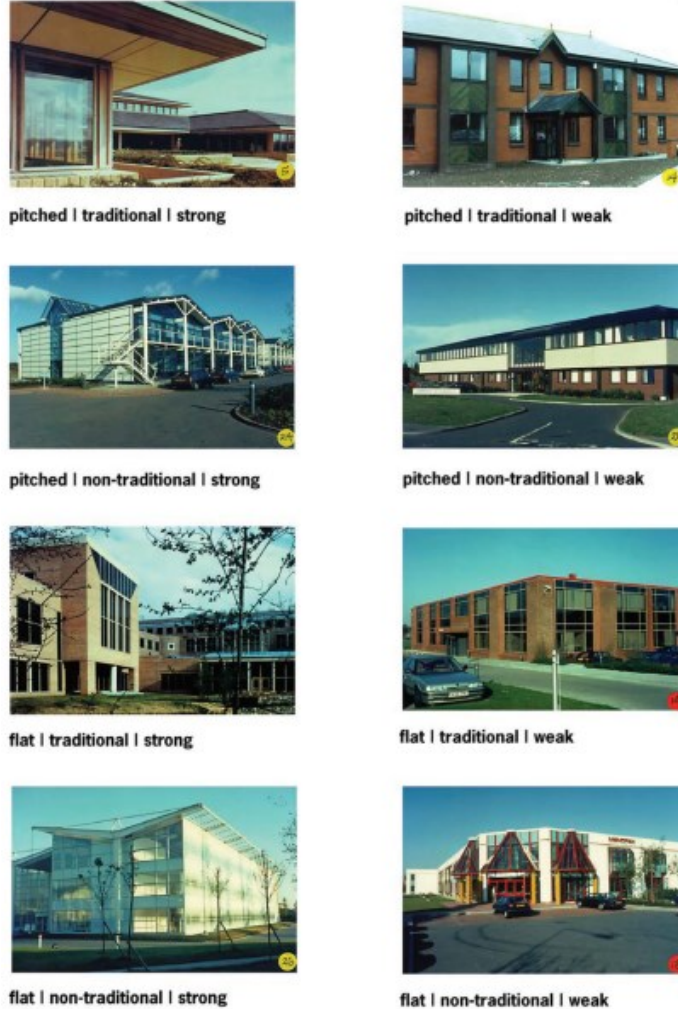 pitched | traditional | strong
pitched | traditional | weak
pitched | non-traditional | strong
pitched | non-traditional | weak
flat | traditional | strong
flat | traditional | weak
flat | non-traditional | strong
flat | non-traditional | weak